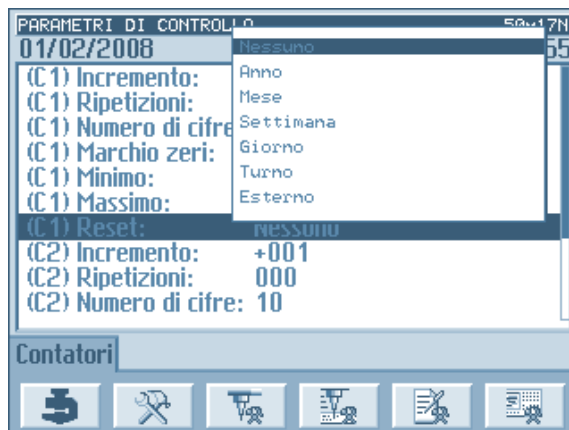 PARAMETRI DI CONTROLLO 50x17N
01/02/2008 55
Nessuno
Anno
Mese
Settimana
Giorno
Turno
Esterno
(C1) Incremento:
(C1) Ripetizioni:
(C1) Numero di cifre
(C1) Marchio zeri:
(C1) Minimo:
(C1) Massimo:
(C1) Reset: Nessuno
(C2) Incremento: +001
(C2) Ripetizioni: 000
(C2) Numero di cifre: 10
Contatori